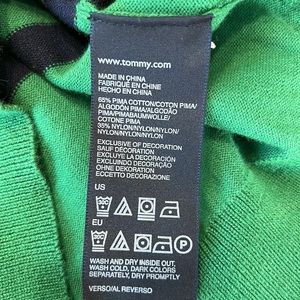 www.tommy.com
MADE IN CHINA
FABRIQUÉ EN CHINE
HECHO EN CHINA
65% PIMA COTTON/COTON PIMA/
ALGODÓN PIMA/ALGODÃO
PIMA/PIMABAUMWOLLE/
COTONE PIMA
35% NYLON/NYLON/NYLON/
NYLON/NYLON/NYLON
EXCLUSIVE OF DECORATION
SAUF DÉCORATION
EXCLUYE LA DECORACIÓN
OHNE DEKORATION
ECCETTO DECORAZIONE
US
EU
P
WASH AND DRY INSIDE OUT,
WASH COLD, DARK COLORS
SEPARATELY, DRY PROMPTLY
VERSO/AL REVERSO